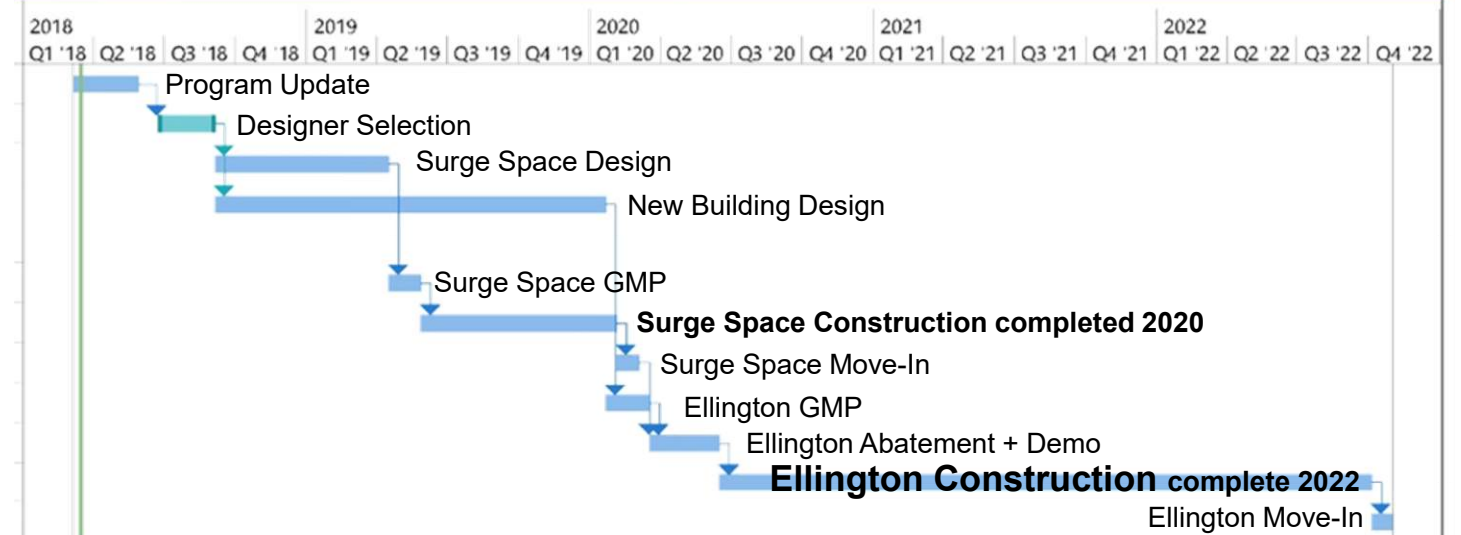 2018 2019 2020 2021 2022
Q1 '18 Q2 '18 Q3 '18 Q4 '18 Q1 '19 Q2 '19 Q3 '19 Q4 '19 Q1 '20 Q2 '20 Q3 '20 Q4 '20 Q1 '21 Q2 '21 Q3 '21 Q4 '21 Q1 '22 Q2 '22 Q3 '22 Q4 '22
Program Update
Designer Selection
Surge Space Design
New Building Design
Surge Space GMP
Surge Space Construction completed 2020
Surge Space Move-In
Ellington GMP
Ellington Abatement + Demo
Ellington Construction complete 2022
Ellington Move-In